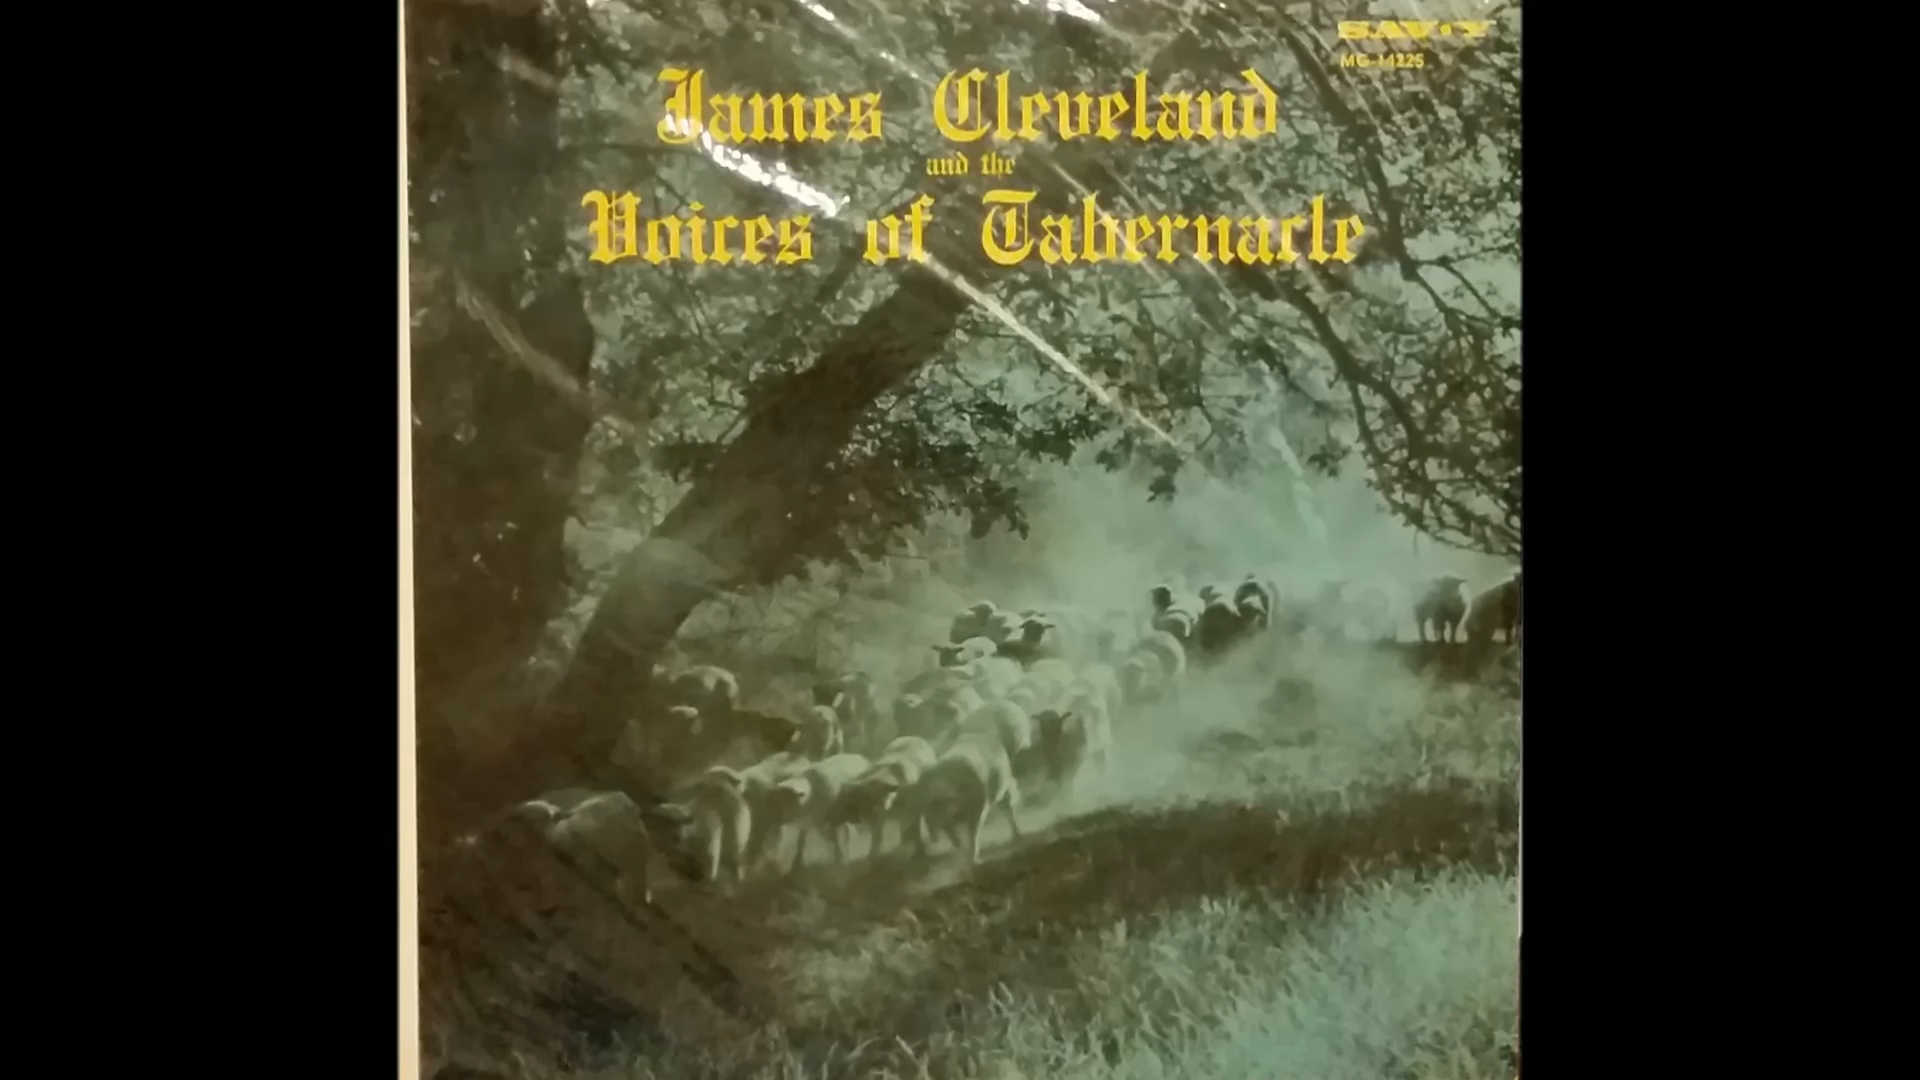 SAVOY
MG-14225
James Cleveland
and the
Voices of Tabernacle